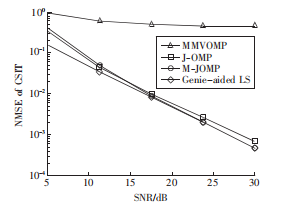 10⁰
10⁻¹
10⁻²
10⁻³
10⁻⁴
NMSE of CSIT
MMVOMP
J-OMP
M-JOMP
Genie-aided LS
5 10 15 20 25 30
SNR/dB